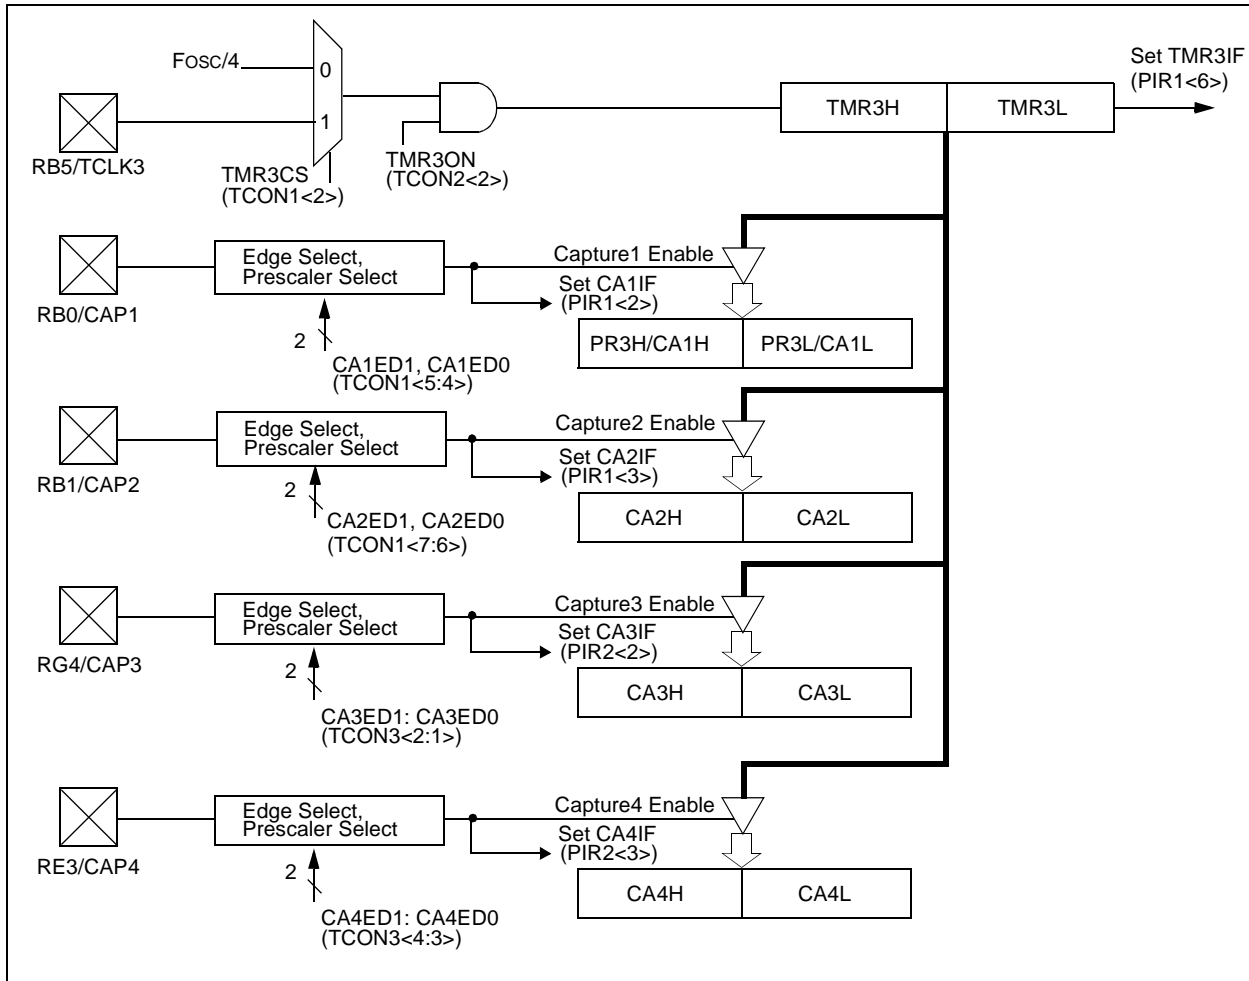 FOSC/4
0
1
RB5/TCLK3
TMR3CS
(TCON1<2>)
TMR3ON
(TCON2<2>)
TMR3H
TMR3L
Set TMR3IF
(PIR1<6>)
RB0/CAP1
Edge Select,
Prescaler Select
2
CA1ED1, CA1ED0
(TCON1<5:4>)
Capture1 Enable
Set CA1IF
(PIR1<2>)
PR3H/CA1H
PR3L/CA1L
RB1/CAP2
Edge Select,
Prescaler Select
2
CA2ED1, CA2ED0
(TCON1<7:6>)
Capture2 Enable
Set CA2IF
(PIR1<3>)
CA2H
CA2L
RG4/CAP3
Edge Select,
Prescaler Select
2
CA3ED1: CA3ED0
(TCON3<2:1>)
Capture3 Enable
Set CA3IF
(PIR2<2>)
CA3H
CA3L
RE3/CAP4
Edge Select,
Prescaler Select
2
CA4ED1: CA4ED0
(TCON3<4:3>)
Capture4 Enable
Set CA4IF
(PIR2<3>)
CA4H
CA4L